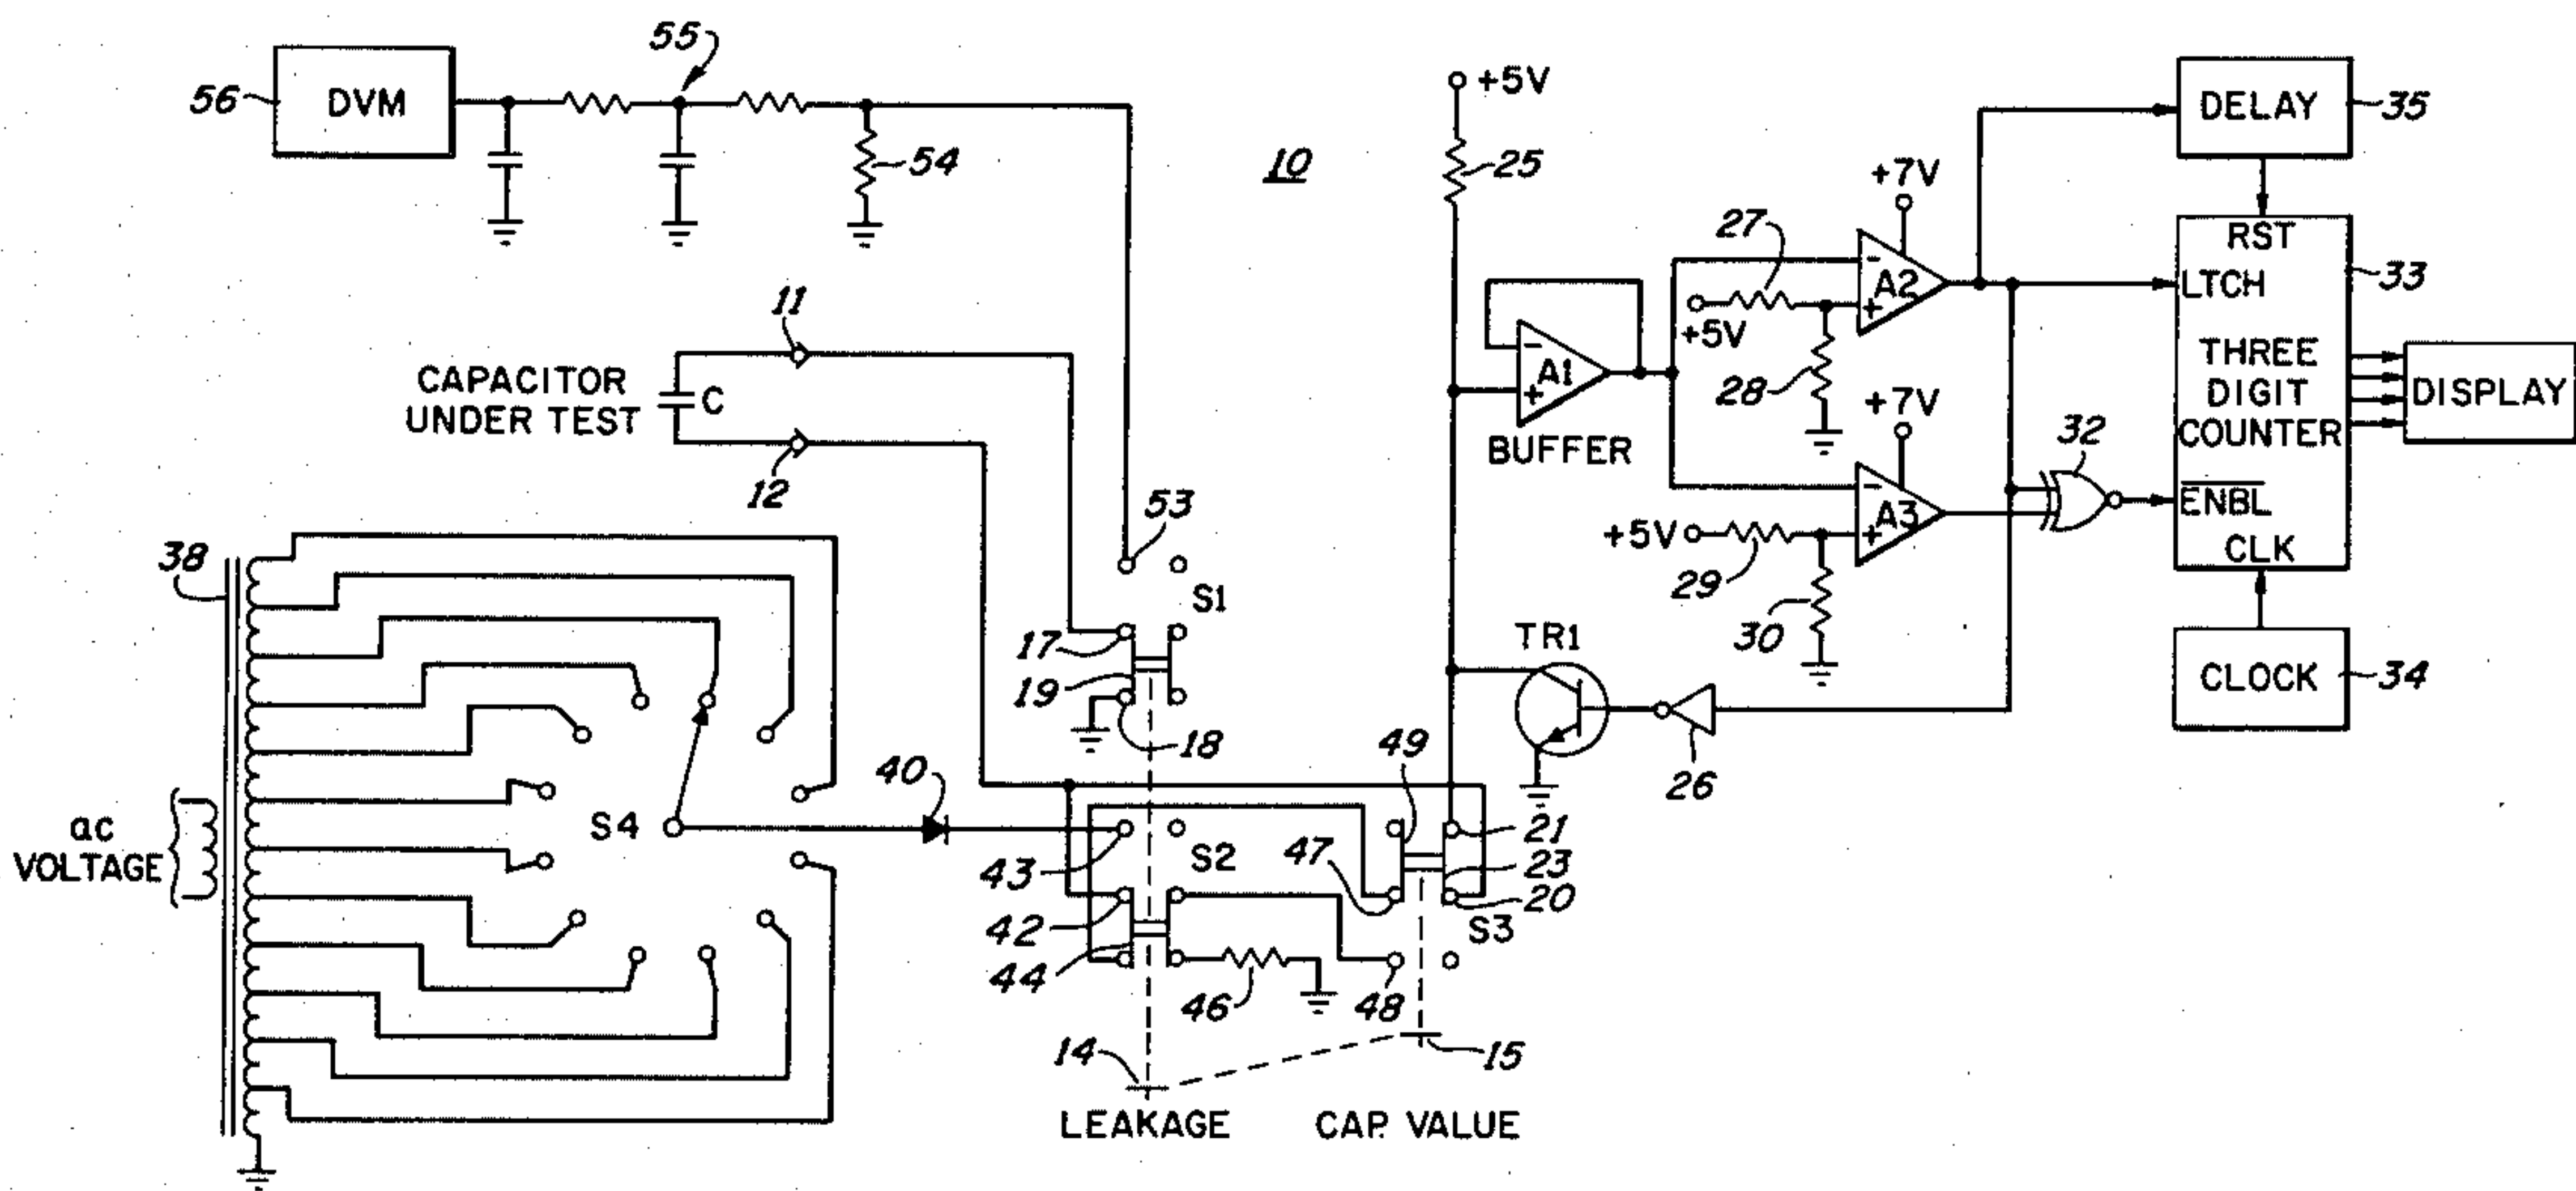 55
56
DVM
54
10
+5V
25
DELAY
35
+7V
27
RST
A2
LTCH
33
+5V
11
CAPACITOR
UNDER TEST
C
A1
BUFFER
28
+7V
THREE
DIGIT
COUNTER
DISPLAY
32
12
53
A3
ENBL
+5V
29
CLK
38
S1
30
TR1
17
19
CLOCK
34
18
49
26
40
ac
VOLTAGE
S4
43
S2
47
21
23
20
42
S3
44
46
48
14
15
LEAKAGE
CAP. VALUE